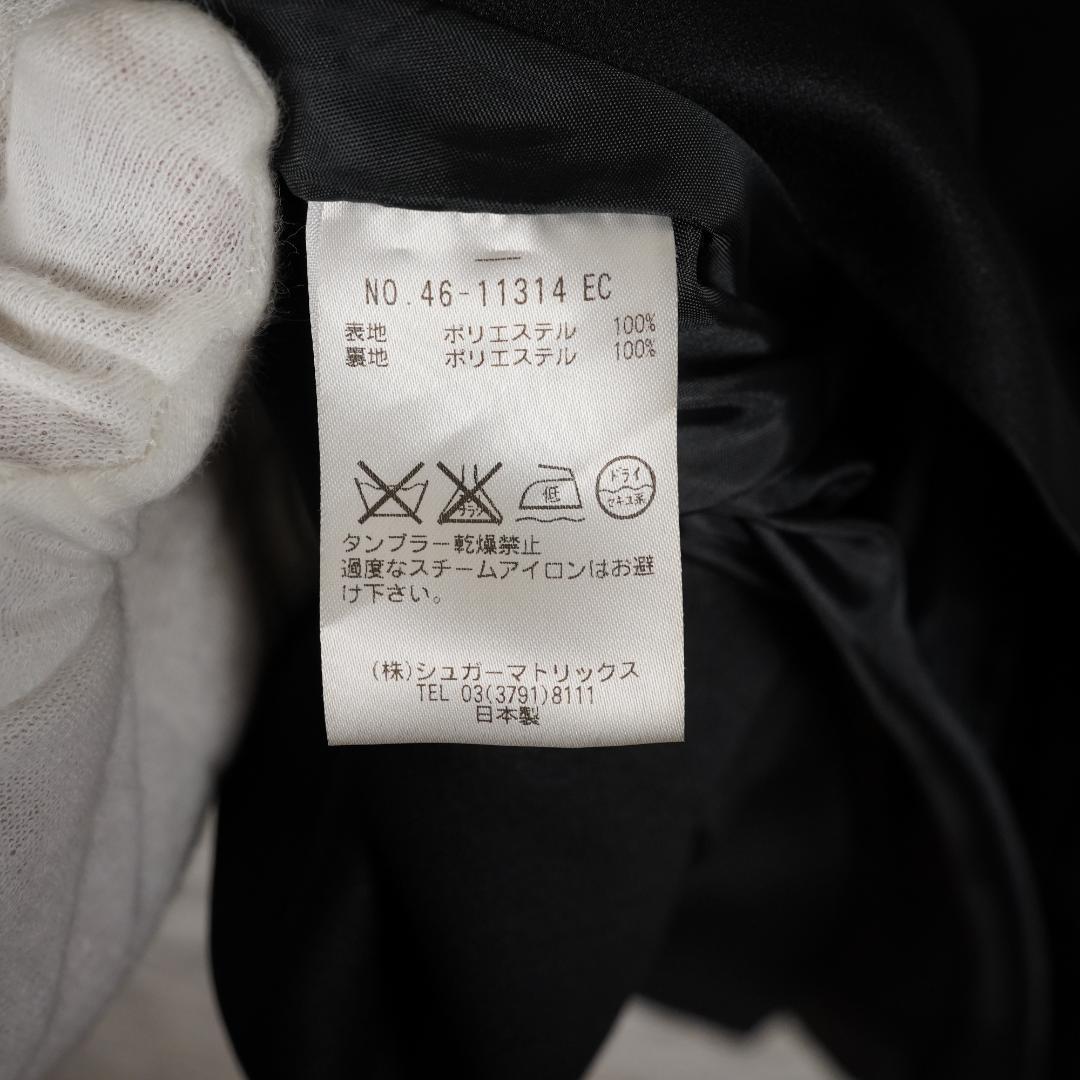 NO.46-11314 EC
表地 ポリエステル 100%
裏地 ポリエステル 100%
低
ドライ
セキユ系
タンブラー乾燥禁止
過度なスチームアイロンはお避
け下さい。
(株)シュガーマトリックス
TEL 03(3791)8111
日本製